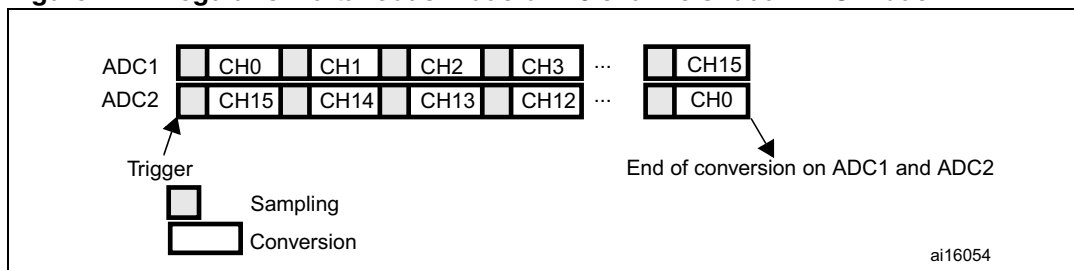 ADC1 CH0 CH1 CH2 CH3 ... CH15
ADC2 CH15 CH14 CH13 CH12 ... CH0
Trigger
End of conversion on ADC1 and ADC2
Sampling
Conversion
ai16054